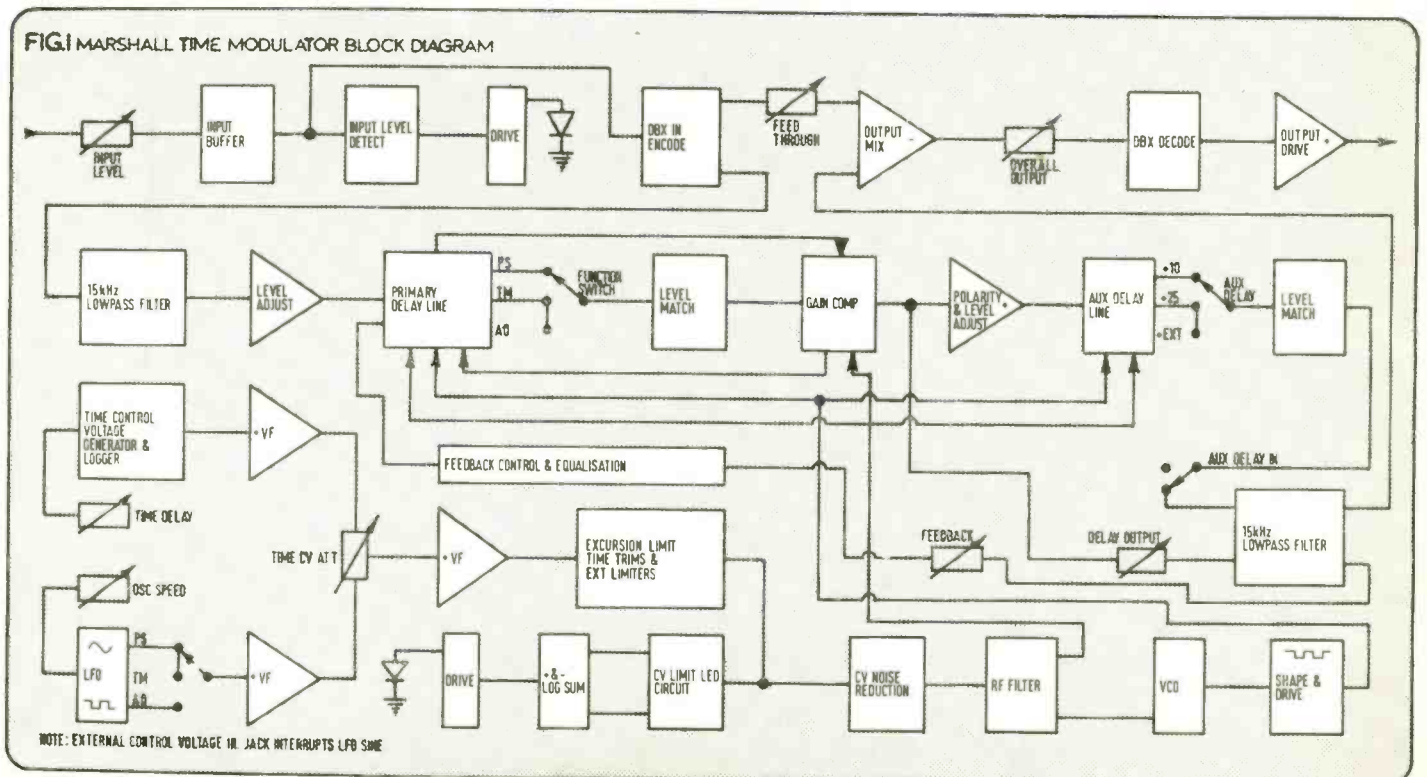 FIG.1 MARSHALL TIME MODULATOR BLOCK DIAGRAM
INPUT
LEVEL
INPUT
BUFFER
INPUT LEVEL
DETECT
DRIVE
DBX IN
ENCODE
FEED
THROUGH
OUTPUT
MIX
-
OVERALL
OUTPUT
DBX DECODE
OUTPUT
DRIVE
+
15kHz
LOWPASS FILTER
LEVEL
ADJUST
PRIMARY
DELAY LINE
PS
TM
AD
FUNCTION
SWITCH
LEVEL
MATCH
GAIN COMP
POLARITY
& LEVEL
ADJUST
+
AUX DELAY
LINE
+10
+25
+EXT
AUX
DELAY
LEVEL
MATCH
TIME CONTROL
VOLTAGE
GENERATOR &
LOGGER
+VF
FEEDBACK CONTROL & EQUALISATION
AUX DELAY IN
TIME DELAY
TIME CV ATT
+VF
EXCURSION LIMIT
TIME TRIMS &
EXT LIMITERS
FEEDBACK
DELAY OUTPUT
15kHz
LOWPASS FILTER
OSC SPEED
LFO
PS
TM
AD
+VF
DRIVE
+ & -
LOG SUM
CV LIMIT LED
CIRCUIT
CV NOISE
REDUCTION
RF FILTER
VCO
SHAPE &
DRIVE
NOTE: EXTERNAL CONTROL VOLTAGE IN JACK INTERRUPTS LFO SINE